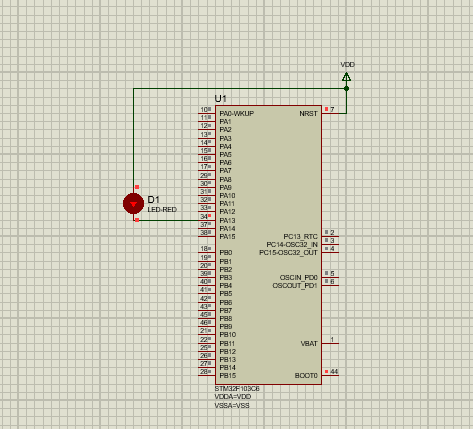 VDD
U1
10 PA0-WKUP NRST 7
11 PA1
12 PA2
13 PA3
14 PA4
15 PA5
16 PA6
17 PA7
29 PA8
30 PA9
31 PA10
32 PA11
33 PA12
34 PA13
37 PA14
38 PA15
D1
LED-RED
PC13_RTC 2
PC14-OSC32_IN 3
PC15-OSC32_OUT 4
18 PB0
19 PB1
20 PB2
39 PB3
40 PB4
41 PB5
42 PB6
43 PB7
45 PB8
46 PB9
21 PB10
22 PB11
25 PB12
26 PB13
27 PB14
28 PB15
OSCIN_PD0 5
OSCOUT_PD1 6
VBAT 1
BOOT0 44
STM32F103C6
VDDA=VDD
VSSA=VSS